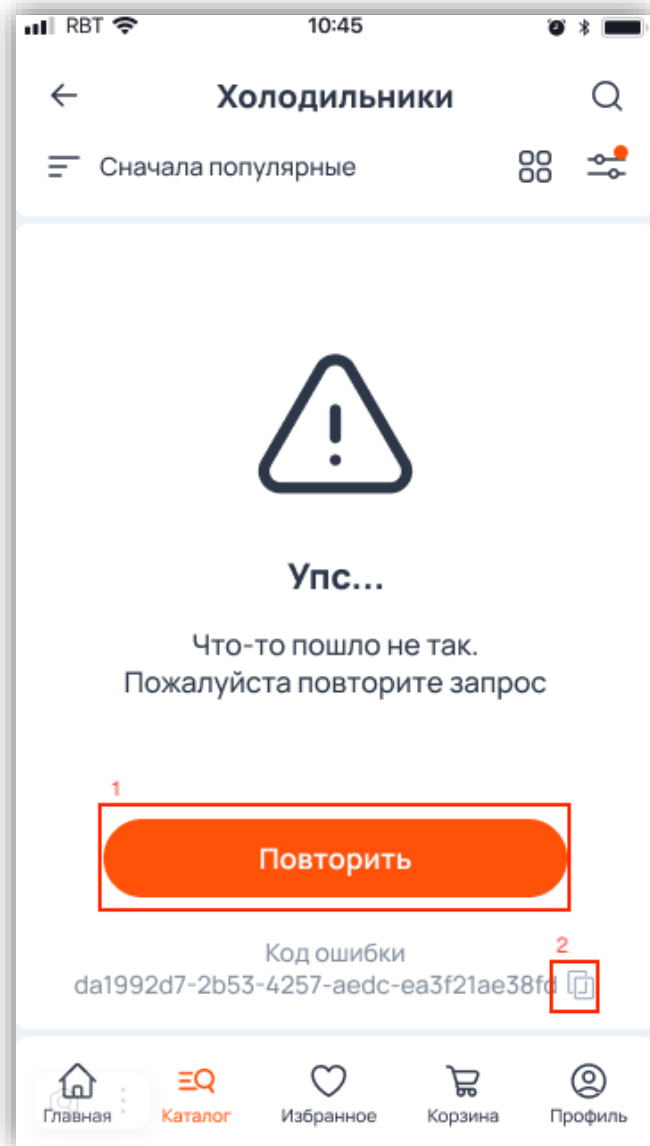 RBT 10:45
Холодильники
Сначала популярные
Упс...
Что-то пошло не так.
Пожалуйста повторите запрос
1
Повторить
Код ошибки
2
da1992d7-2b53-4257-aedc-ea3f21ae38fd
Главная Каталог Избранное Корзина Профиль